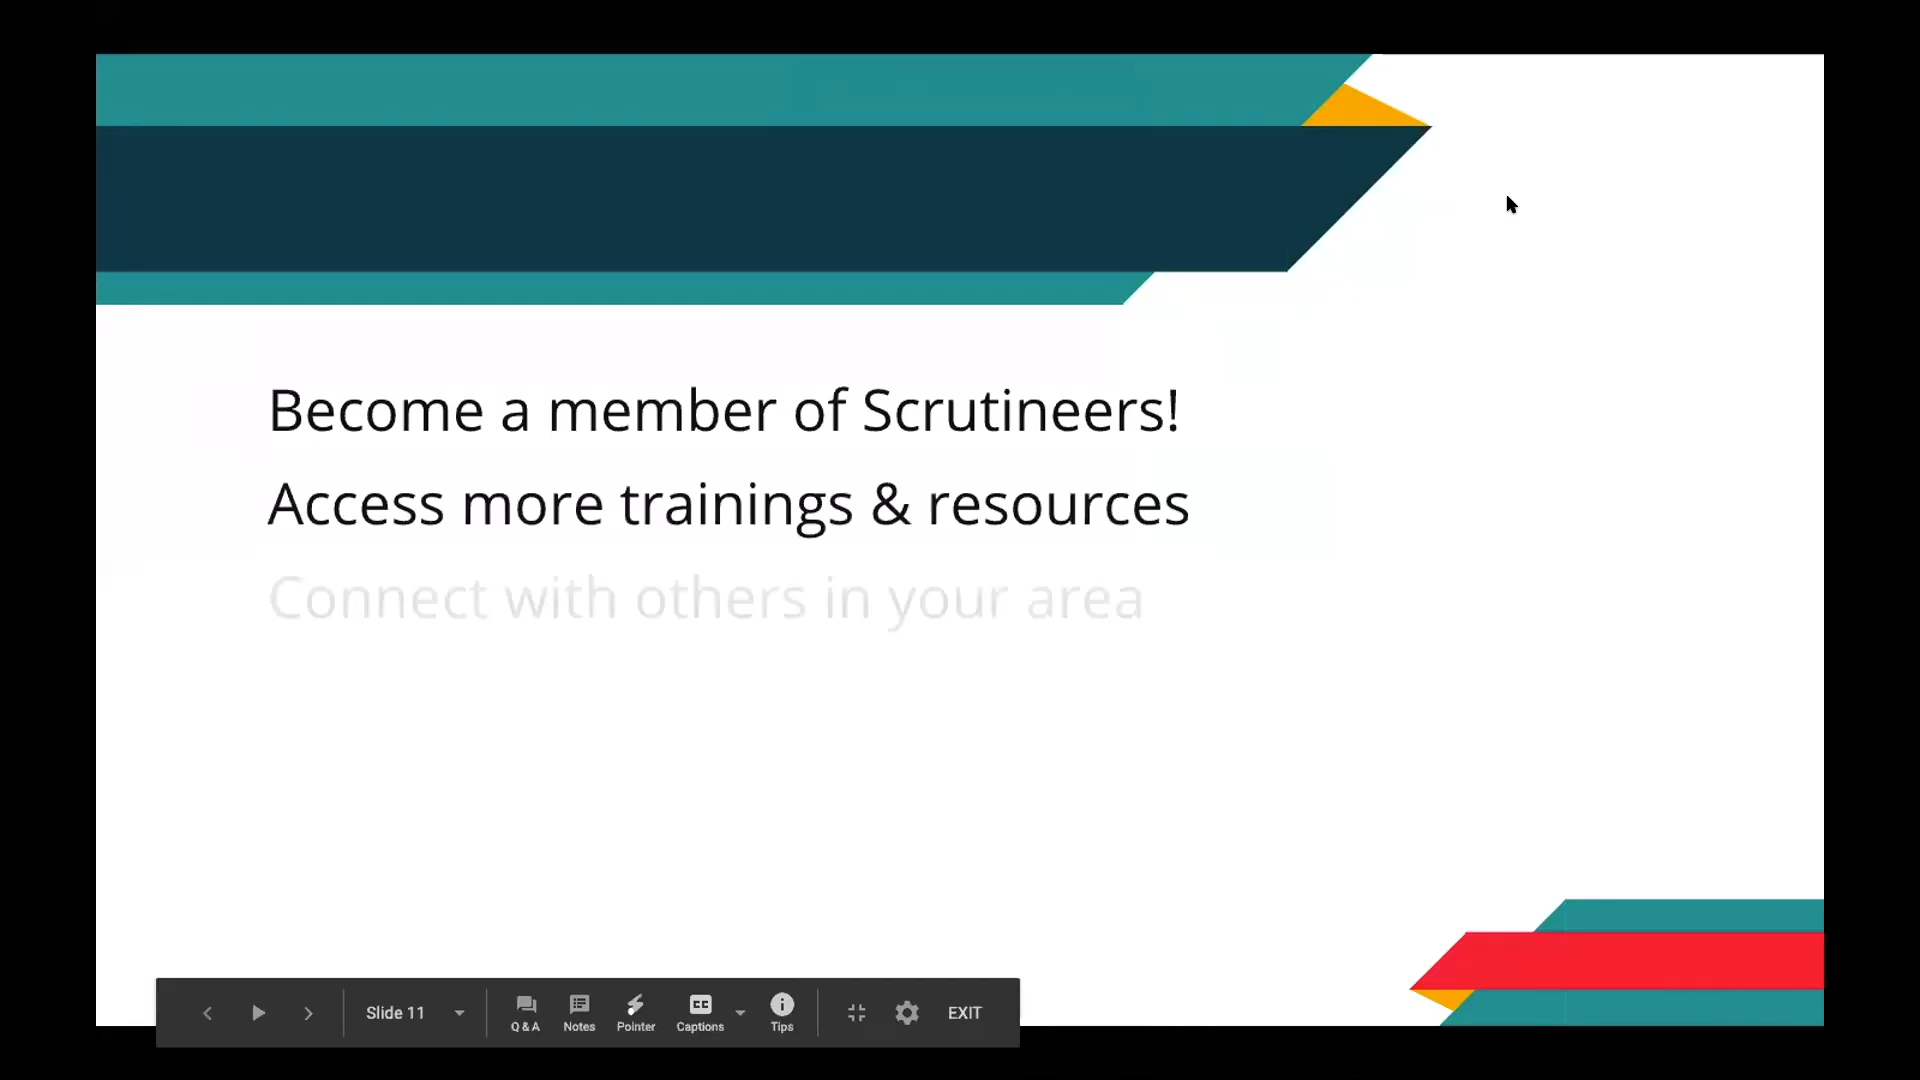 Become a member of Scrutineers!
Access more trainings & resources
Connect with others in your area
Slide 11
Q & A
Notes
Pointer
Captions
Tips
EXIT